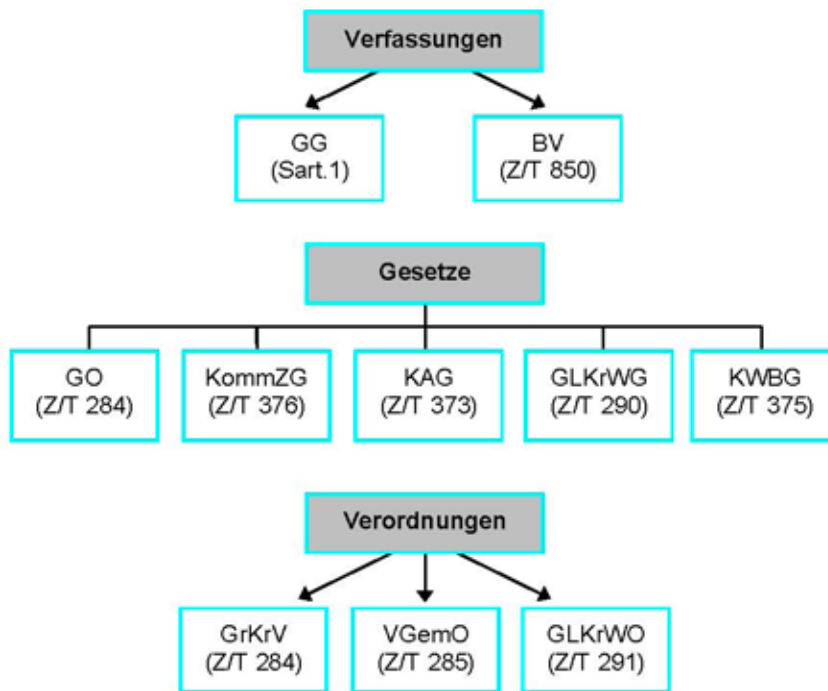 Verfassungen
GG
(Sart.1)
BV
(Z/T 850)
Gesetze
GO
(Z/T 284)
KommZG
(Z/T 376)
KAG
(Z/T 373)
GLKrWG
(Z/T 290)
KWBG
(Z/T 375)
Verordnungen
GrKrV
(Z/T 284)
VGemO
(Z/T 285)
GLKrWO
(Z/T 291)